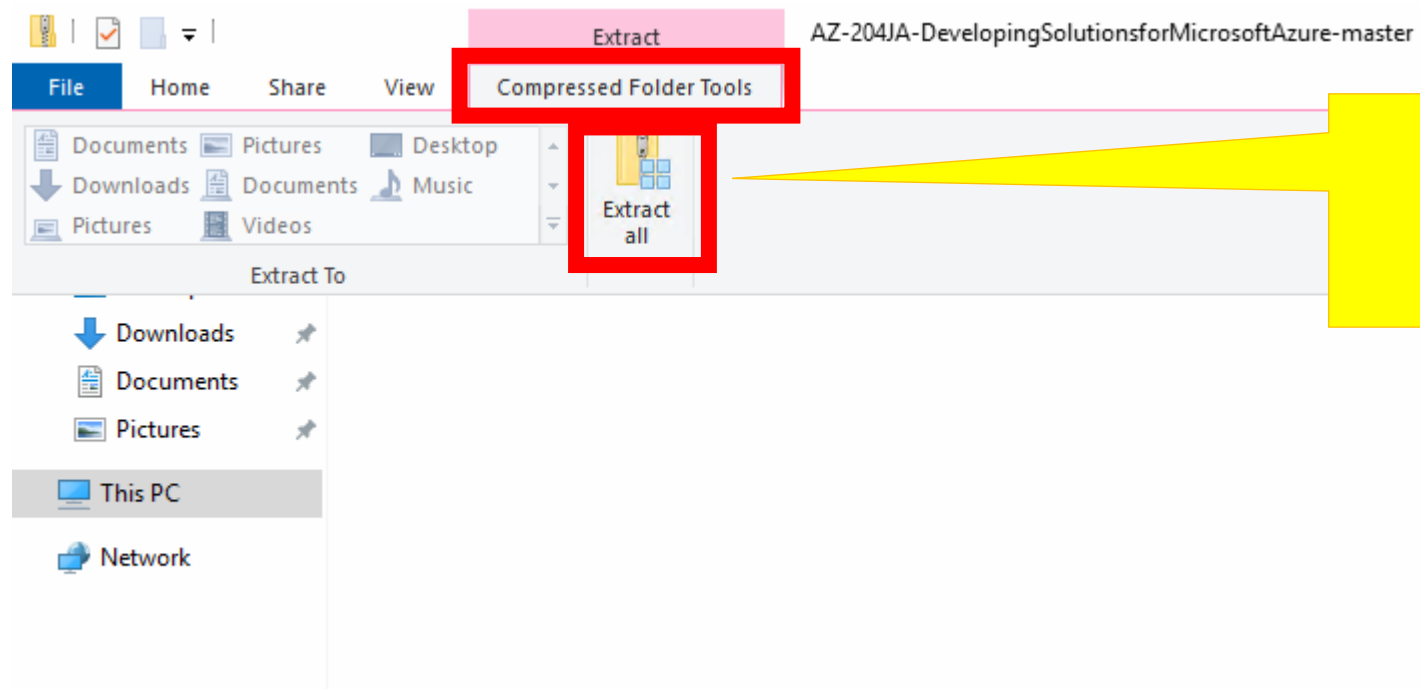 Extract
AZ-204JA-DevelopingSolutionsforMicrosoftAzure-master
File Home Share View Compressed Folder Tools
Documents Pictures Desktop
Downloads Documents Music
Pictures Videos
Extract
all
Extract To
Downloads
Documents
Pictures
This PC
Network